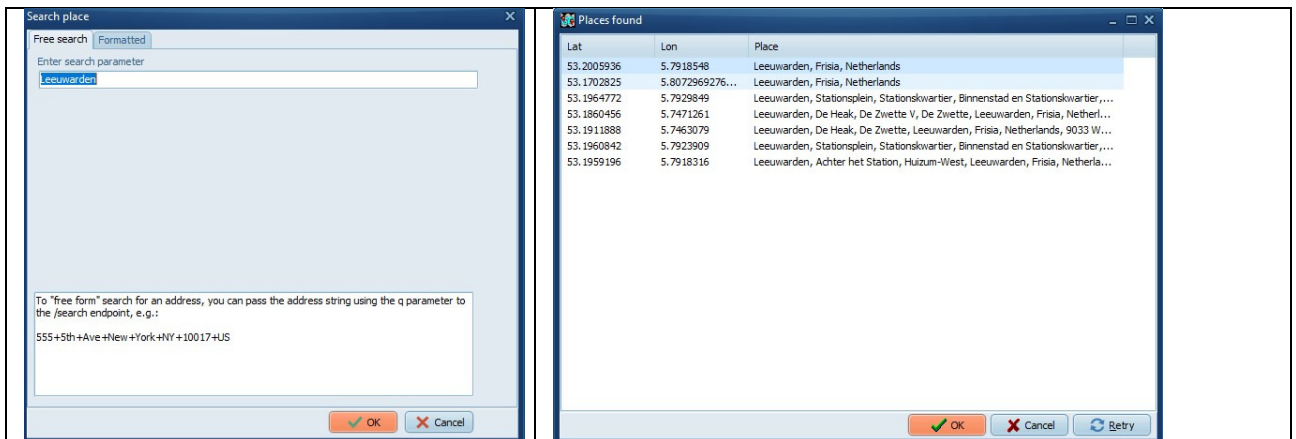 Search place
Free search Formatted
Enter search parameter
Leeuwarden
To "free form" search for an address, you can pass the address string using the q parameter to
the /search endpoint, e.g.:
555+5th+Ave+New+York+NY+10017+US
OK Cancel
Places found
Lat Lon Place
53.2005936 5.7918548 Leeuwarden, Frisia, Netherlands
53.1702825 5.8072969276... Leeuwarden, Frisia, Netherlands
53.1964772 5.7929849 Leeuwarden, Stationsplein, Stationskwartier, Binnenstad en Stationskwartier,...
53.1860456 5.7471261 Leeuwarden, De Heak, De Zwette V, De Zwette, Leeuwarden, Frisia, Netherl...
53.1911888 5.7463079 Leeuwarden, De Heak, De Zwette, Leeuwarden, Frisia, Netherlands, 9033 W...
53.1960842 5.7923909 Leeuwarden, Stationsplein, Stationskwartier, Binnenstad en Stationskwartier,...
53.1959196 5.7918316 Leeuwarden, Achter het Station, Huizum-West, Leeuwarden, Frisia, Netherla...
OK Cancel Retry